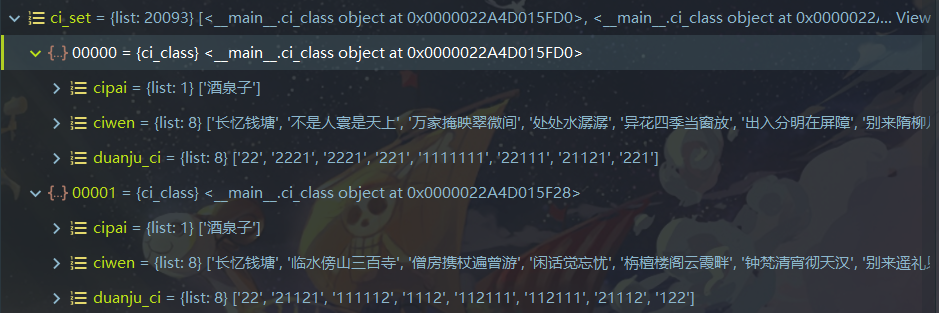 ci_set = {list: 20093} [<__main__.ci_class object at 0x0000022A4D015FD0>, <__main__.ci_class object at 0x0000022... View
00000 = {ci_class} <__main__.ci_class object at 0x0000022A4D015FD0>
cipai = {list: 1} ['酒泉子']
ciwen = {list: 8} ['长忆钱塘', '不是人寰是天上', '万家掩映翠微间', '处处水潺潺', '异花四季当窗放', '出入分明在屏障', '别来隋柳
duanju_ci = {list: 8} ['22', '2221', '2221', '221', '1111111', '22111', '21121', '221']
00001 = {ci_class} <__main__.ci_class object at 0x0000022A4D015F28>
cipai = {list: 1} ['酒泉子']
ciwen = {list: 8} ['长忆钱塘', '临水傍山三百寺', '僧房携杖遍曾游', '闲话觉忘忧', '栴檀楼阁云霞畔', '钟梵清宵彻天汉', '别来遥礼
duanju_ci = {list: 8} ['22', '21121', '111112', '1112', '112111', '112111', '21112', '122']